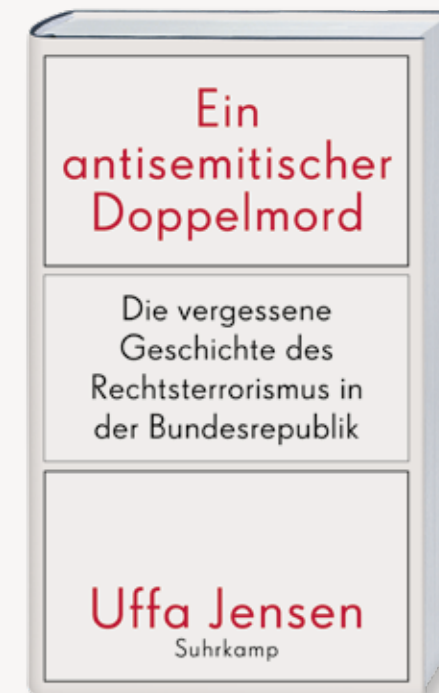 Ein
antisemitischer
Doppelmord
Die vergessene
Geschichte des
Rechtsterrorismus in
der Bundesrepublik
Uffa Jensen
Suhrkamp